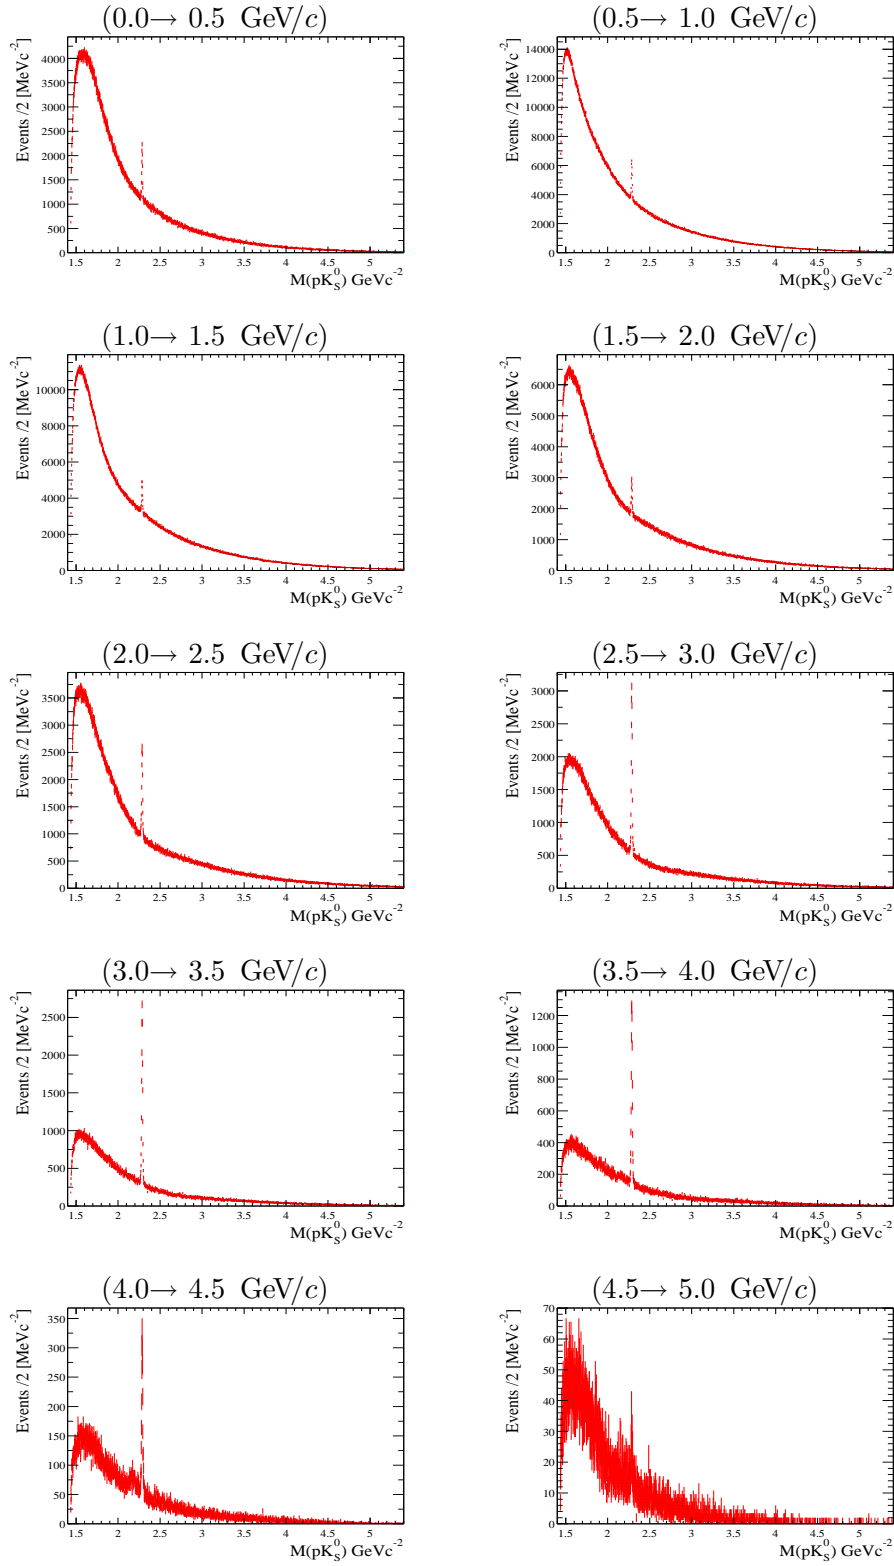 (0.0→ 0.5 GeV/c)
Events /2 [MeVc-2]
4000
3500
3000
2500
2000
1500
1000
500
0
1.5 2 2.5 3 3.5 4 4.5 5
M(pK0S) GeVc-2
(0.5→ 1.0 GeV/c)
Events /2 [MeVc-2]
14000
12000
10000
8000
6000
4000
2000
0
1.5 2 2.5 3 3.5 4 4.5 5
M(pK0S) GeVc-2
(1.0→ 1.5 GeV/c)
Events /2 [MeVc-2]
10000
8000
6000
4000
2000
0
1.5 2 2.5 3 3.5 4 4.5 5
M(pK0S) GeVc-2
(1.5→ 2.0 GeV/c)
Events /2 [MeVc-2]
6000
5000
4000
3000
2000
1000
0
1.5 2 2.5 3 3.5 4 4.5 5
M(pK0S) GeVc-2
(2.0→ 2.5 GeV/c)
Events /2 [MeVc-2]
3500
3000
2500
2000
1500
1000
500
0
1.5 2 2.5 3 3.5 4 4.5 5
M(pK0S) GeVc-2
(2.5→ 3.0 GeV/c)
Events /2 [MeVc-2]
3000
2500
2000
1500
1000
500
0
1.5 2 2.5 3 3.5 4 4.5 5
M(pK0S) GeVc-2
(3.0→ 3.5 GeV/c)
Events /2 [MeVc-2]
2500
2000
1500
1000
500
0
1.5 2 2.5 3 3.5 4 4.5 5
M(pK0S) GeVc-2
(3.5→ 4.0 GeV/c)
Events /2 [MeVc-2]
1200
1000
800
600
400
200
0
1.5 2 2.5 3 3.5 4 4.5 5
M(pK0S) GeVc-2
(4.0→ 4.5 GeV/c)
Events /2 [MeVc-2]
350
300
250
200
150
100
50
0
1.5 2 2.5 3 3.5 4 4.5 5
M(pK0S) GeVc-2
(4.5→ 5.0 GeV/c)
Events /2 [MeVc-2]
70
60
50
40
30
20
10
0
1.5 2 2.5 3 3.5 4 4.5 5
M(pK0S) GeVc-2